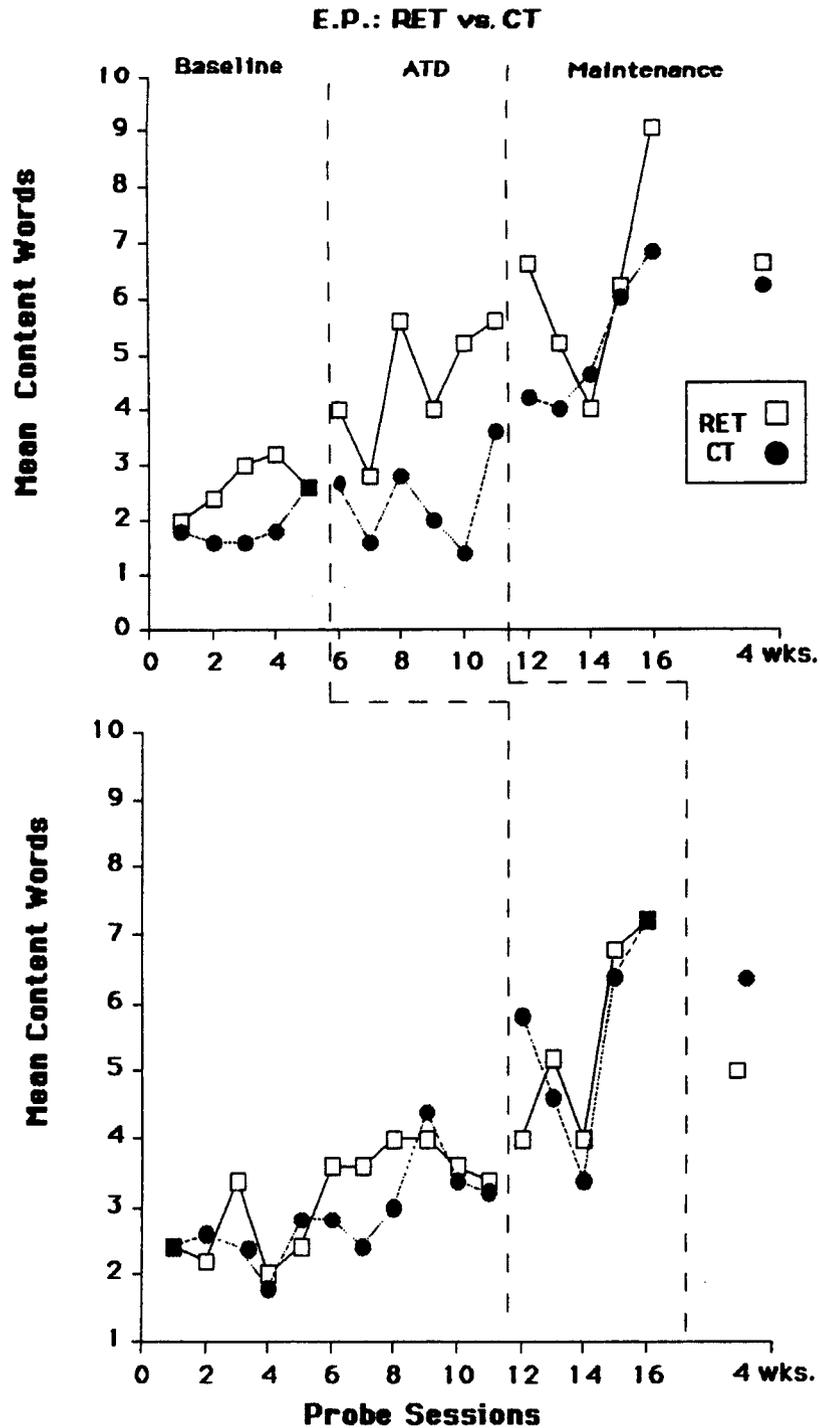 E.P.: RET vs. CT
Baseline ATD Maintenance
Mean Content Words
10
9
8
7
6
5
4
3
2
1
0
RET
CT
0 2 4 6 8 10 12 14 16 4 wks.
Mean Content Words
10
9
8
7
6
5
4
3
2
1
0 2 4 6 8 10 12 14 16 4 wks.
Probe Sessions